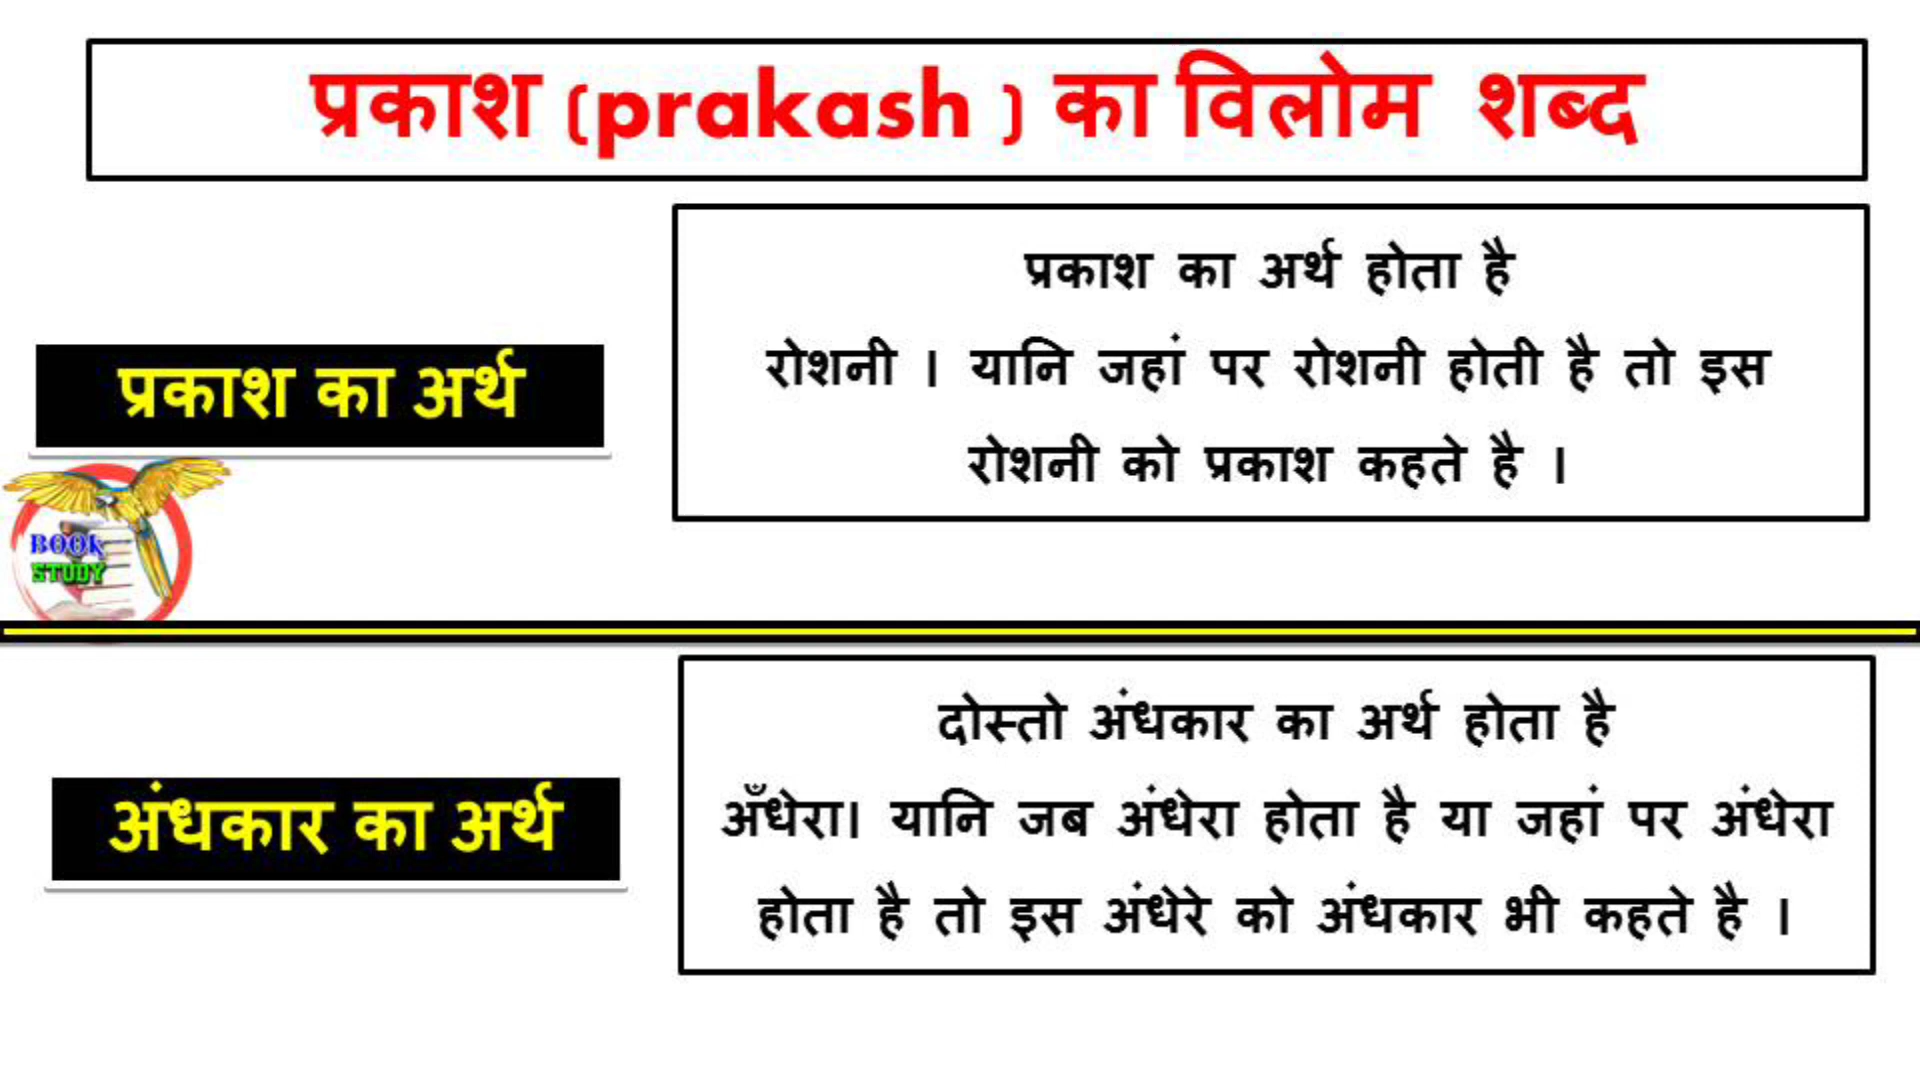 प्रकाश (prakash ) का विलोम शब्द
प्रकाश का अर्थ
प्रकाश का अर्थ होता है
रोशनी । यानि जहां पर रोशनी होती है तो इस
रोशनी को प्रकाश कहते है ।
BOOK
STUDY
अंधकार का अर्थ
दोस्तो अंधकार का अर्थ होता है
अँधेरा। यानि जब अंधेरा होता है या जहां पर अंधेरा
होता है तो इस अंधेरे को अंधकार भी कहते है ।